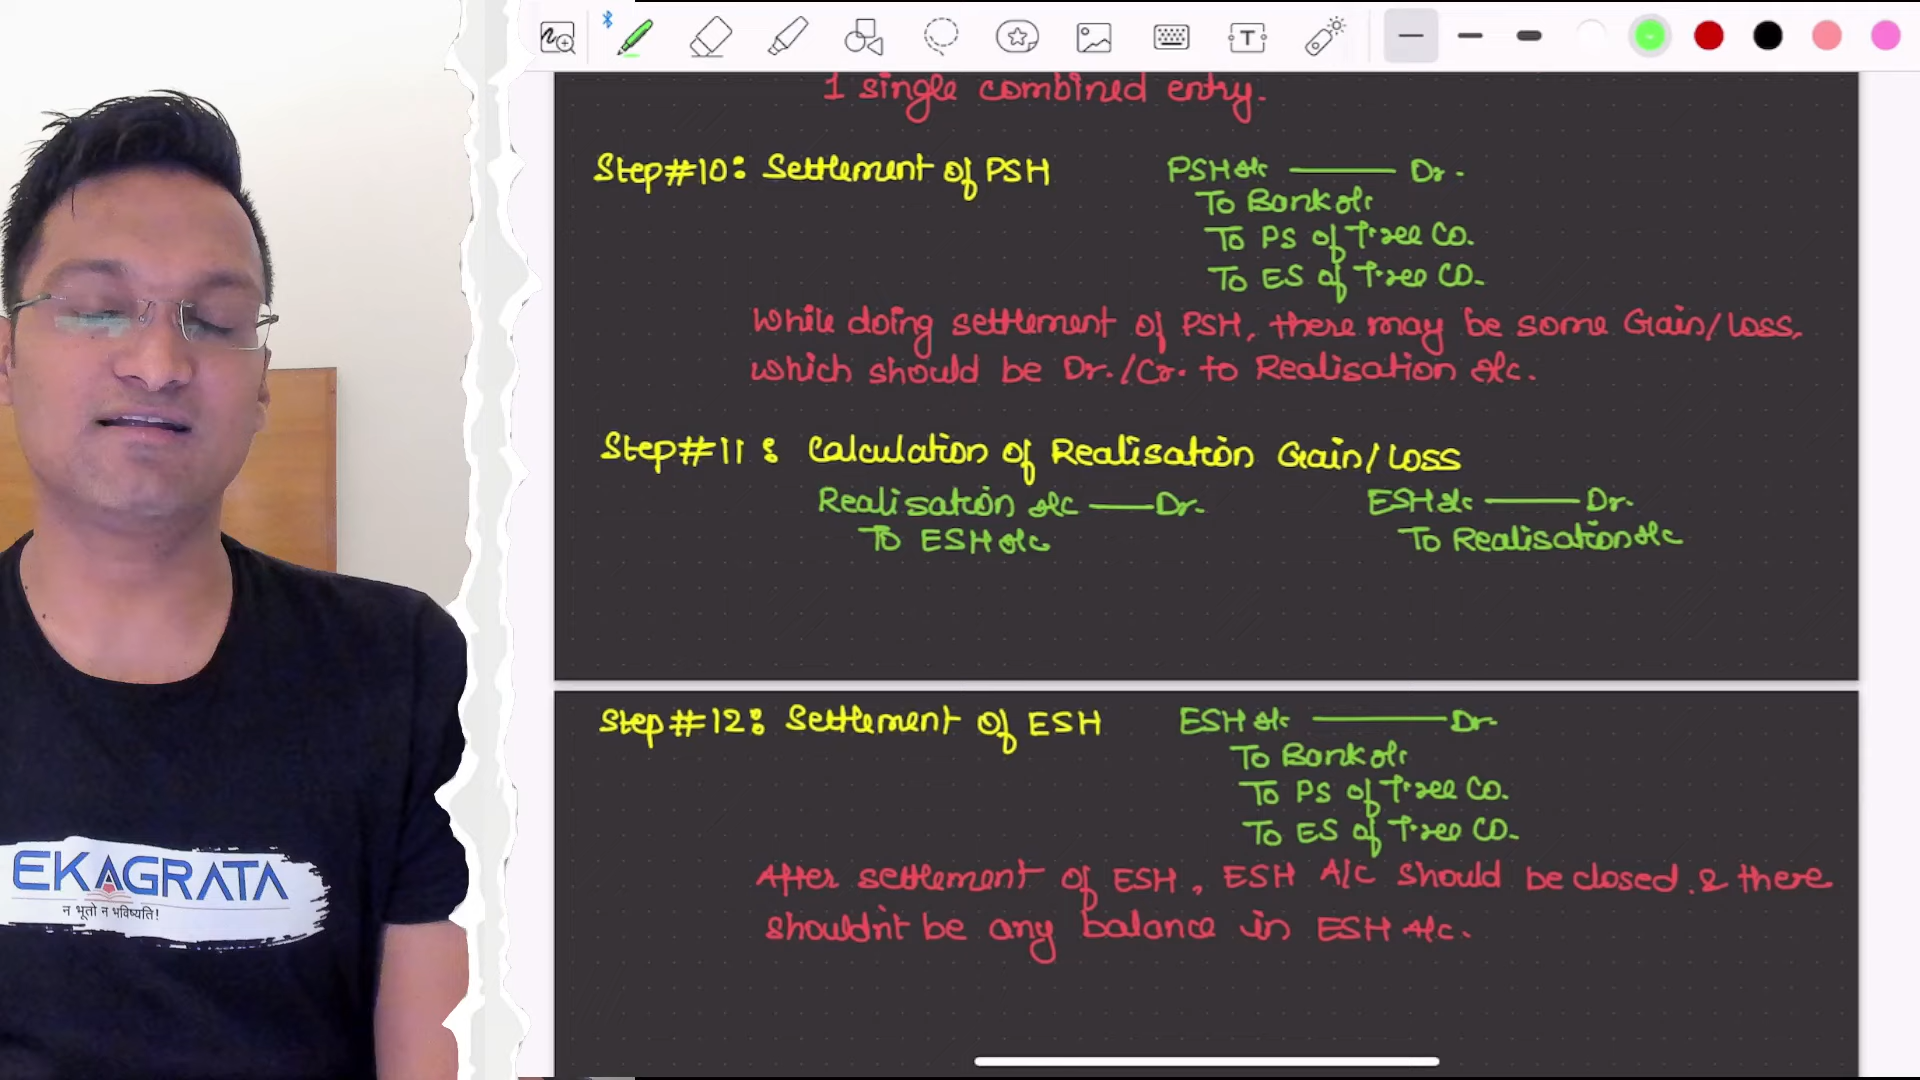 1 single combined entry.
Step#10: Settlement of PSH
PSH A/c ——— Dr.
To Bank A/c
To PS of T'ree Co.
To ES of T'ree Co.
While doing settlement of PSH, there may be some Gain/Loss,
which should be Dr./Cr. to Realisation A/c.
Step#11: Calculation of Realisation Gain/Loss
Realisation A/c ——— Dr.
To ESH A/c
ESH A/c ——— Dr.
To Realisation A/c
Step#12: Settlement of ESH
ESH A/c ——— Dr.
To Bank A/c
To PS of T'ree Co.
To ES of T'ree Co.
After settlement of ESH, ESH A/C should be closed. & there
shouldn't be any balance in ESH A/c.
EKAGRATA
न भूतो न भविष्यति!
T